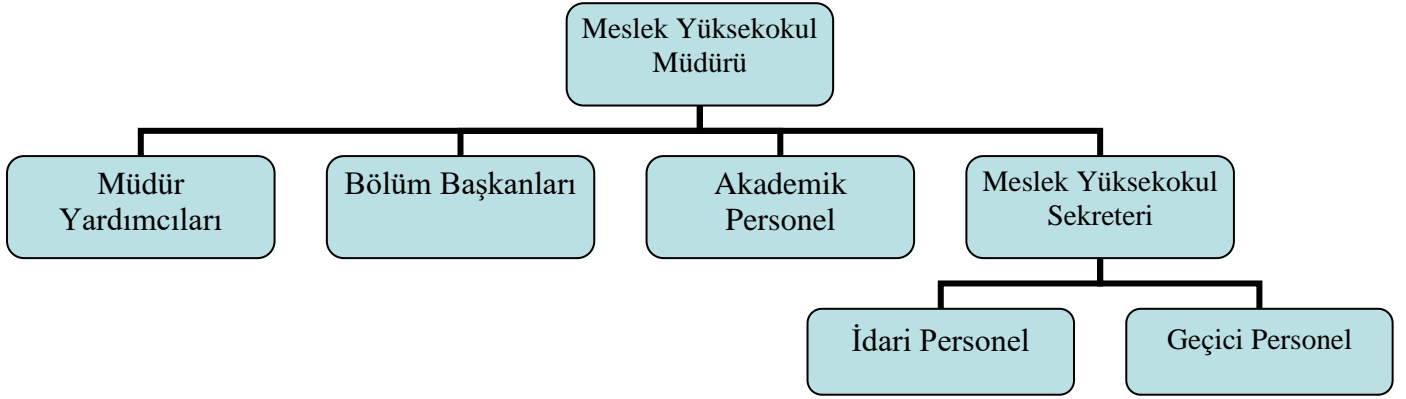 Meslek Yüksekokul
Müdürü
Müdür
Yardımcıları
Bölüm Başkanları
Akademik
Personel
Meslek Yüksekokul
Sekreteri
İdari Personel
Geçici Personel